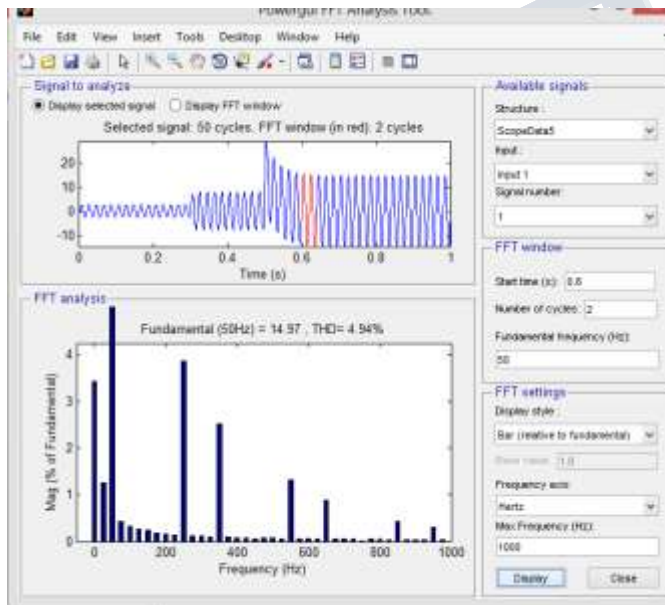 Powergui FFT Analysis Tool.
File Edit View Insert Tools Desktop Window Help
Signal to analyze
Display selected signal Display FFT window
Selected signal: 50 cycles. FFT window (in red): 2 cycles
20
10
0
-10
0 0.2 0.4 0.6 0.8 1
Time (s)
FFT analysis
Fundamental (50Hz) = 14.97 , THD= 4.94%
4
3
2
1
0
Mag (% of Fundamental)
0 200 400 600 800 1000
Frequency (Hz)
Available signals
Structure :
ScopeData5
Input :
Input 1
Signal number:
1
FFT window
Start time (s): 0.6
Number of cycles: 2
Fundamental frequency (Hz):
50
FFT settings
Display style :
Bar (relative to fundamental)
Base value: 1.0
Frequency axis:
Hertz
Max Frequency (Hz):
1000
Display Close